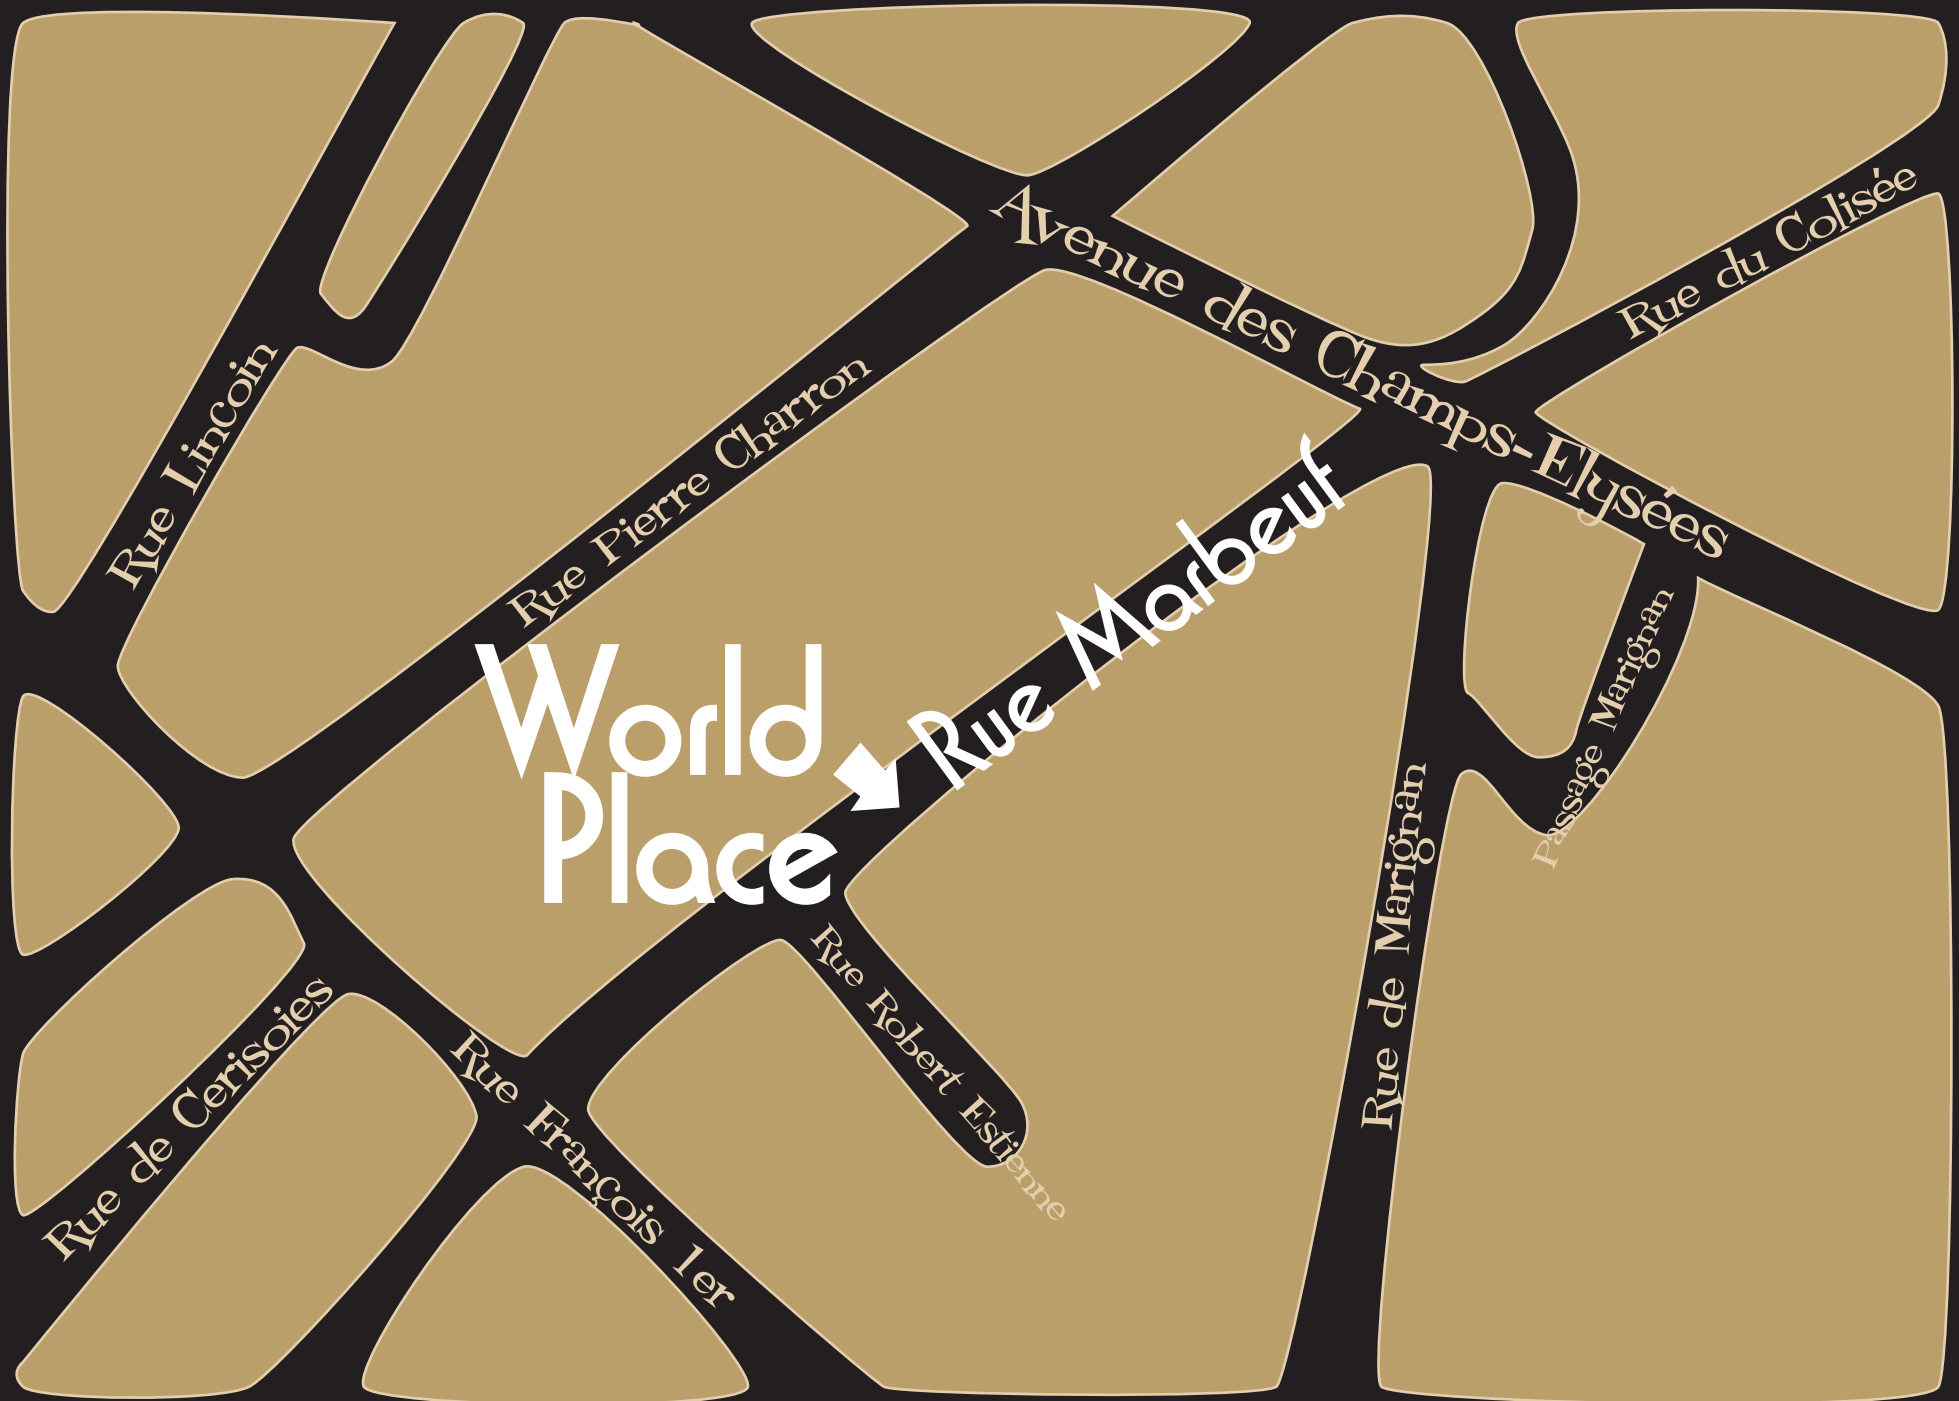 Avenue des Champs-Elysées
Rue du Colisée
Rue Lincoin
Rue Pierre Charron
Rue Marbeuf
World
Place
Passage Marignan
Rue de Marignan
Rue Robert Estienne
Rue de Cerisoies
Rue François 1er